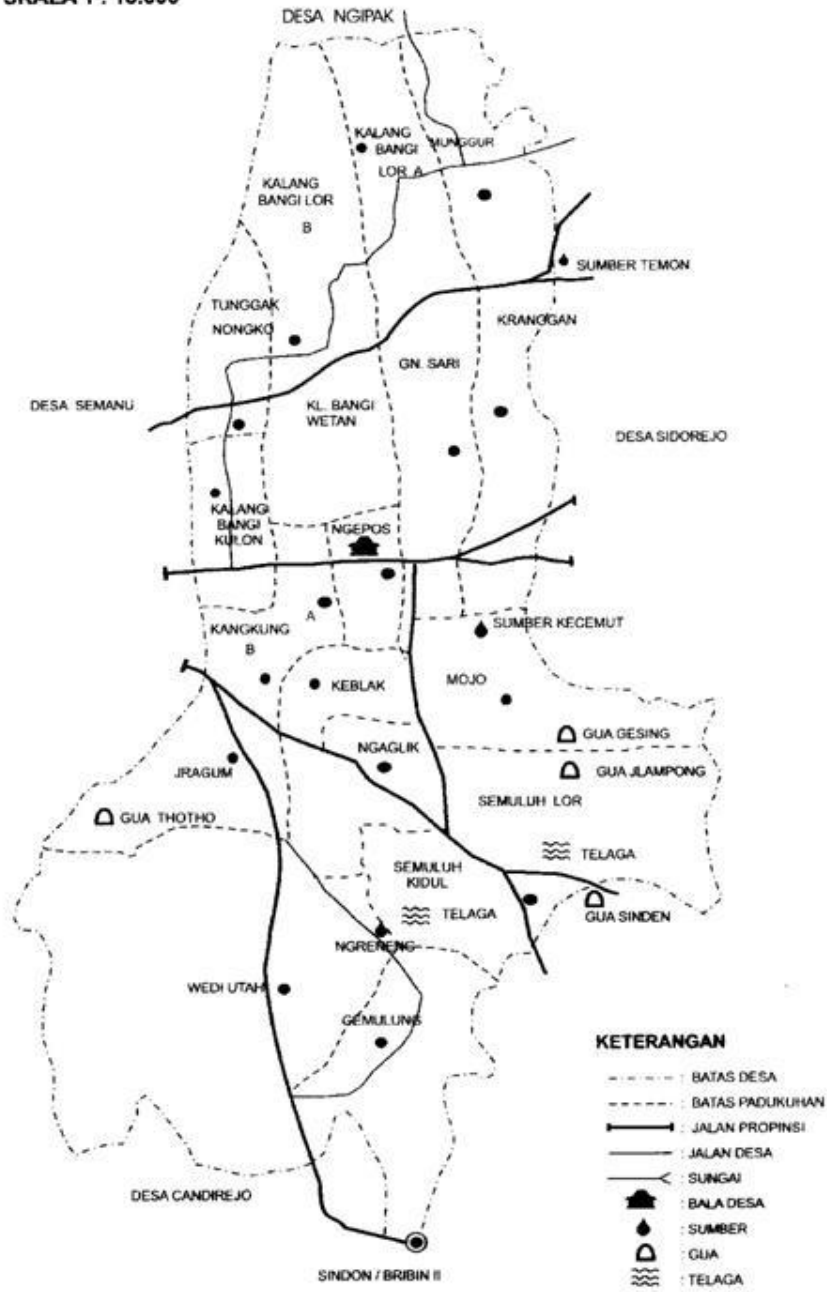 DESA NGIPAK
KALANG
BANGI
LOR A
MUNGGUR
KALANG
BANGI LOR
B
SUMBER TEMON
TUNGGAK
NONGKO
KRANGGAN
GN. SARI
DESA SEMANU
KL. BANGI
WETAN
DESA SIDOREJO
KALANG
BANGI
KULON
NGEPOS
A
KANGKUNG
B
SUMBER KECEMUT
KEBLAK
MOJO
GUA GESING
NGAGLIK
JRAGUM
GUA JLAMPONG
SEMULUH LOR
GUA THOTHO
TELAGA
SEMULUH
KIDUL
TELAGA
GUA SINDEN
NGRENENG
WEDI UTAH
GEMULUNG
KETERANGAN
: BATAS DESA
: BATAS PADUKUHAN
: JALAN PROPINSI
: JALAN DESA
: SUNGAI
: BALA DESA
: SUMBER
: GUA
: TELAGA
DESA CANDIREJO
SINDON / BRIBIN II